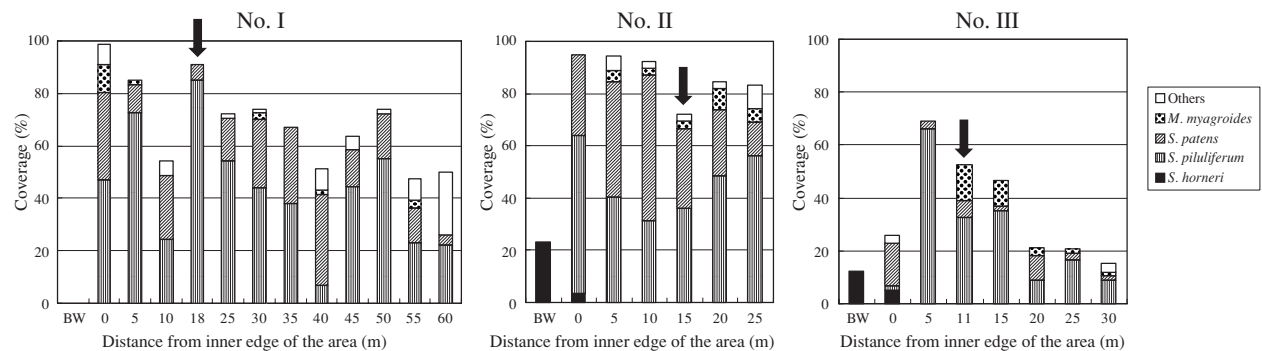 No. I
No. II
No. III
Coverage (%)
100
80
60
40
20
0
BW 0 5 10 18 25 30 35 40 45 50 55 60
Distance from inner edge of the area (m)
Coverage (%)
100
80
60
40
20
0
BW 0 5 10 15 20 25
Distance from inner edge of the area (m)
Coverage (%)
100
80
60
40
20
0
BW 0 5 11 15 20 25 30
Distance from inner edge of the area (m)
Others
M. myagroides
S. patens
S. piluliferum
S. horneri